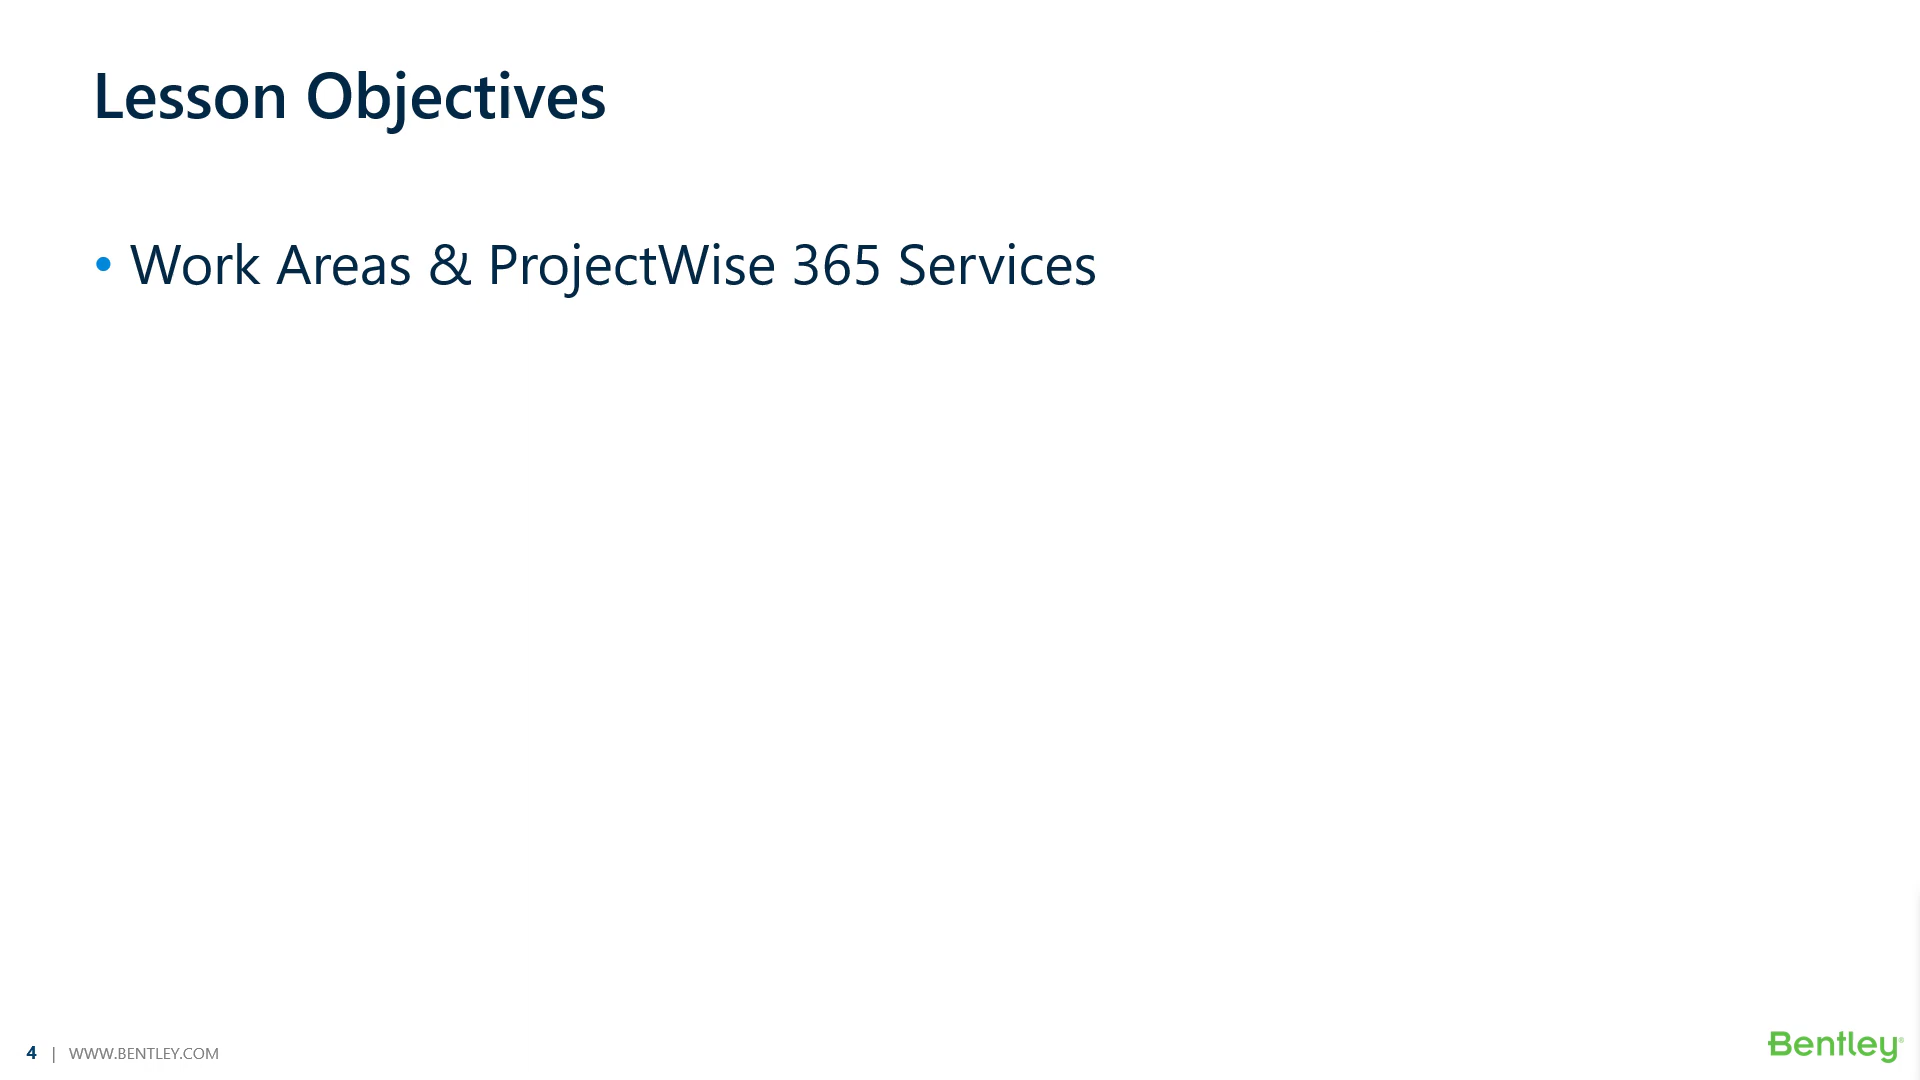 Lesson Objectives
• Work Areas & ProjectWise 365 Services
4 | WWW.BENTLEY.COM
Bentley®